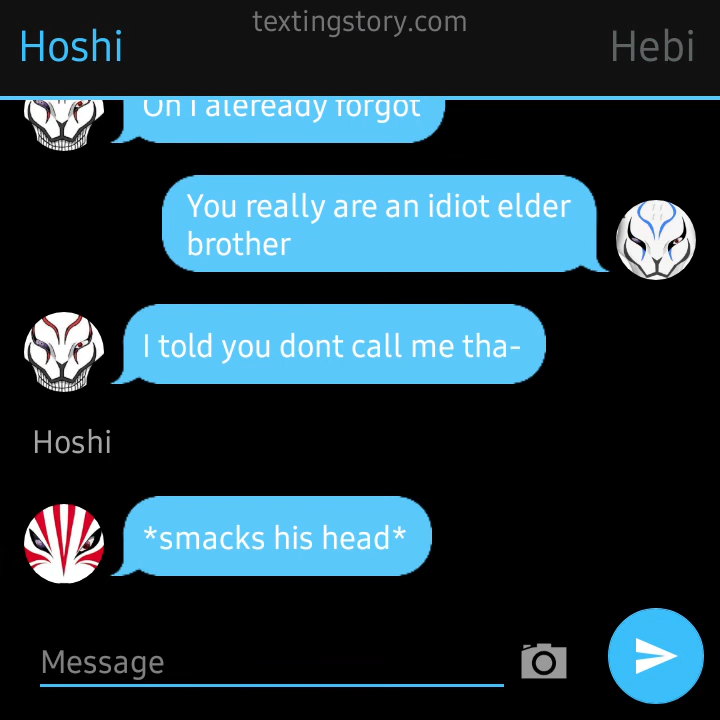 textingstory.com
Hoshi
Hebi
Oh I aleready forgot
You really are an idiot elder
brother
I told you dont call me tha-
Hoshi
*smacks his head*
Message